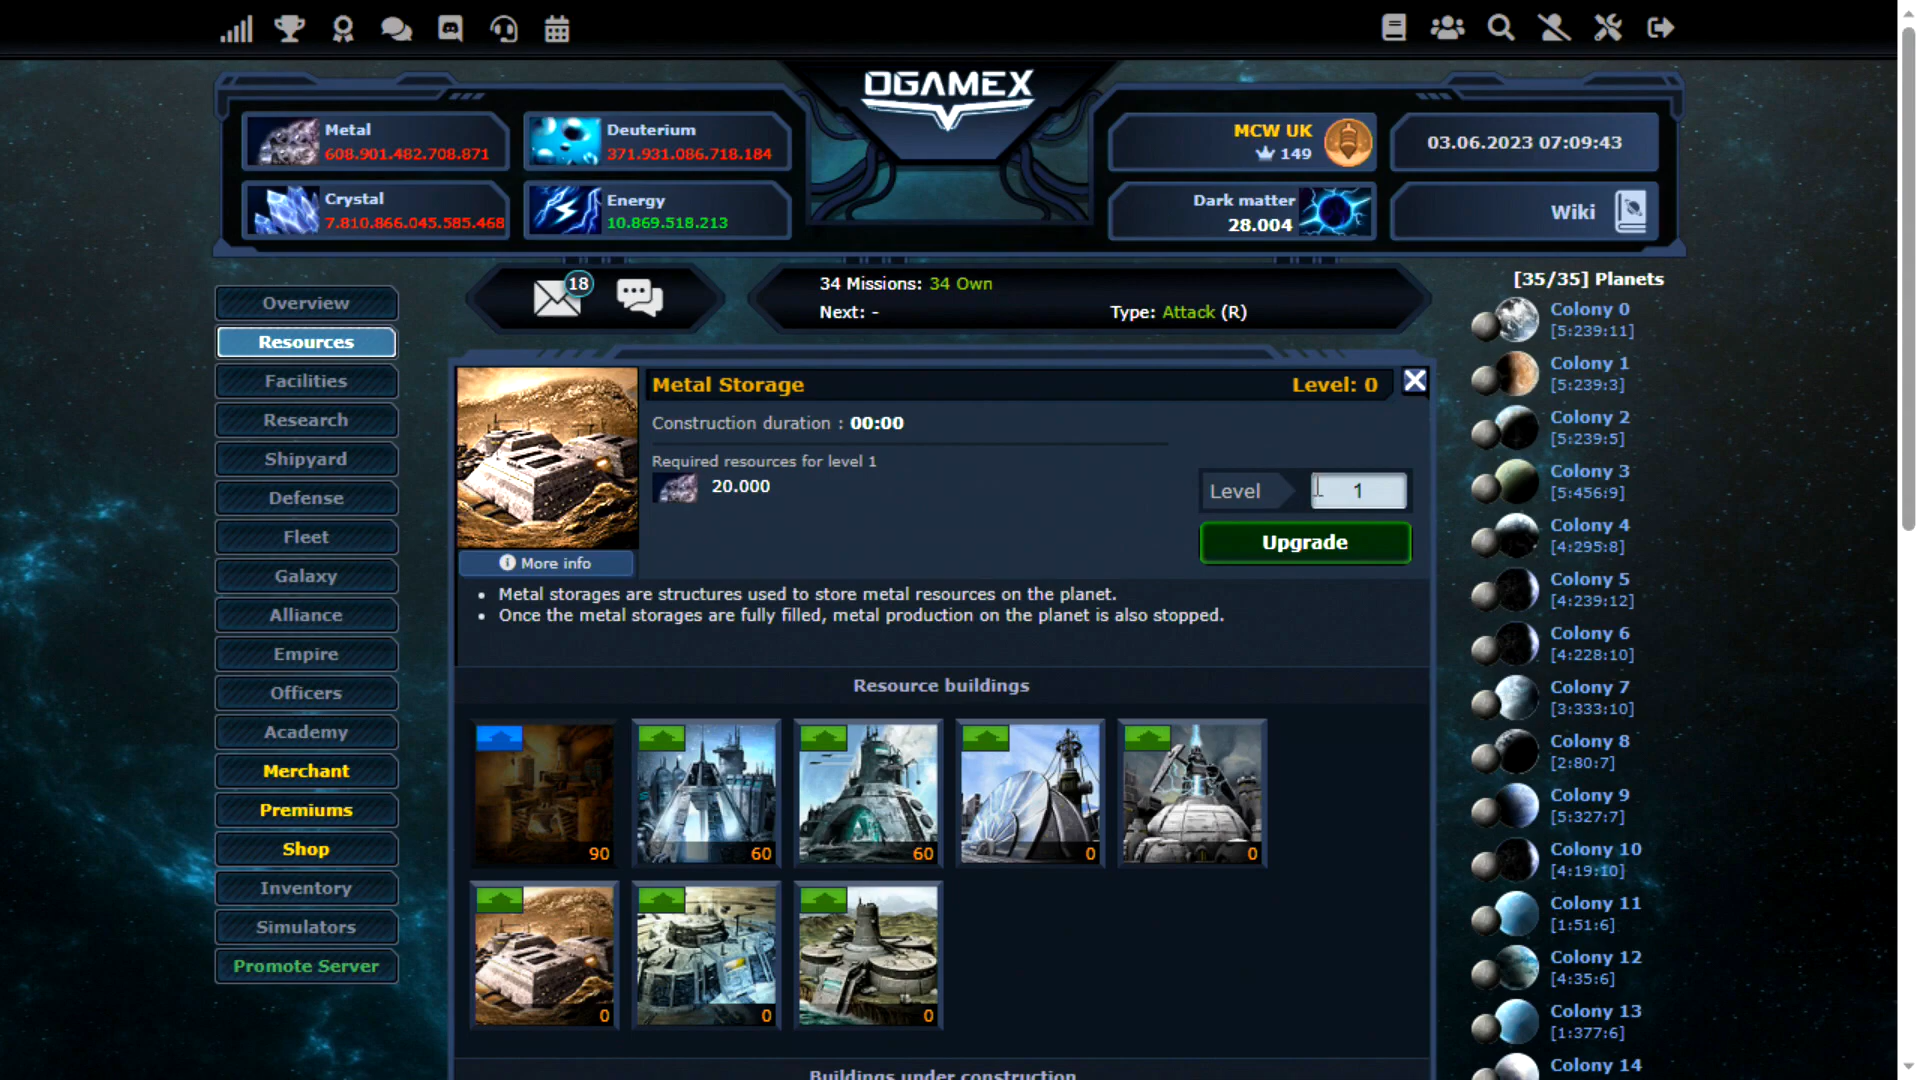 OGAMEX
Metal
608.901.482.708.871
Deuterium
371.931.086.718.184
Crystal
7.810.866.045.585.468
Energy
10.869.518.213
MCW UK
149
03.06.2023 07:09:43
Dark matter
28.004
Wiki
18
34 Missions: 34 Own
Next: -
Type: Attack (R)
Overview
Resources
Facilities
Research
Shipyard
Defense
Fleet
Galaxy
Alliance
Empire
Officers
Academy
Merchant
Premiums
Shop
Inventory
Simulators
Promote Server
Metal Storage
Level: 0
Construction duration : 00:00
Required resources for level 1
20.000
Level
1
Upgrade
More info
Metal storages are structures used to store metal resources on the planet.
Once the metal storages are fully filled, metal production on the planet is also stopped.
Resource buildings
90
60
60
0
0
0
0
0
Buildings under construction
[35/35] Planets
Colony 0
[5:239:11]
Colony 1
[5:239:3]
Colony 2
[5:239:5]
Colony 3
[5:456:9]
Colony 4
[4:295:8]
Colony 5
[4:239:12]
Colony 6
[4:228:10]
Colony 7
[3:333:10]
Colony 8
[2:80:7]
Colony 9
[5:327:7]
Colony 10
[4:19:10]
Colony 11
[1:51:6]
Colony 12
[4:35:6]
Colony 13
[1:377:6]
Colony 14